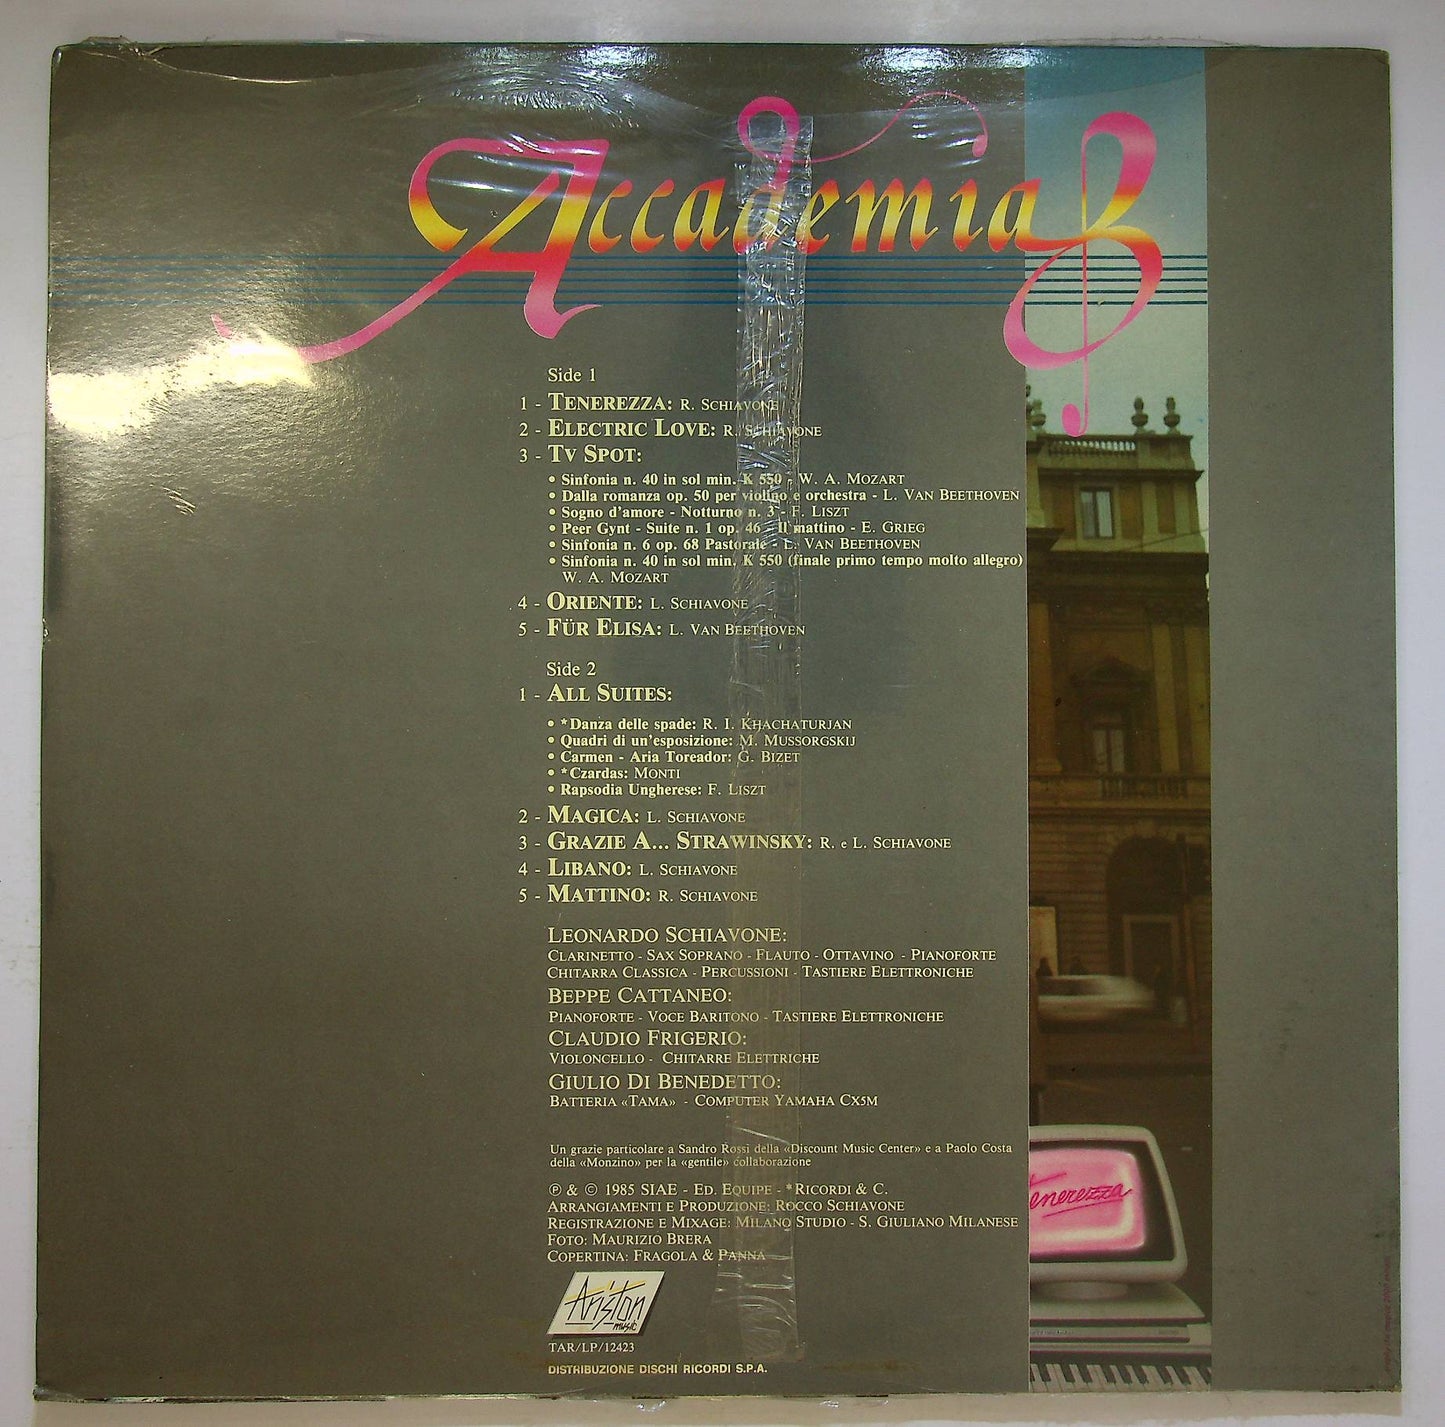 Accademia
Side 1
1 - TENEREZZA: R. SCHIAVONE
2 - ELECTRIC LOVE: R. SCHIAVONE
3 - TV SPOT:
• Sinfonia n. 40 in sol min. K 550 - W. A. MOZART
• Dalla romanza op. 50 per violino e orchestra - L. VAN BEETHOVEN
• Sogno d'amore - Notturno n. 3 - F. LISZT
• Peer Gynt - Suite n. 1 op. 46 - Il mattino - E. GRIEG
• Sinfonia n. 6 op. 68 Pastorale - L. VAN BEETHOVEN
• Sinfonia n. 40 in sol min. K 550 (finale primo tempo molto allegro)
W. A. MOZART
4 - ORIENTE: L. SCHIAVONE
5 - FÜR ELISA: L. VAN BEETHOVEN
Side 2
1 - ALL SUITES:
• *Danza delle spade: R. I. KHACHATURJAN
• Quadri di un'esposizione: M. MUSSORGSKIJ
• Carmen - Aria Toreador: G. BIZET
• *Czardas: MONTI
• Rapsodia Ungherese: F. LISZT
2 - MAGICA: L. SCHIAVONE
3 - GRAZIE A... STRAWINSKY: R. e L. SCHIAVONE
4 - LIBANO: L. SCHIAVONE
5 - MATTINO: R. SCHIAVONE
LEONARDO SCHIAVONE:
CLARINETTO - SAX SOPRANO - FLAUTO - OTTAVINO - PIANOFORTE
CHITARRA CLASSICA - PERCUSSIONI - TASTIERE ELETTRONICHE
BEPPE CATTANEO:
PIANOFORTE - VOCE BARITONO - TASTIERE ELETTRONICHE
CLAUDIO FRIGERIO:
VIOLONCELLO - CHITARRE ELETTRICHE
GIULIO DI BENEDETTO:
BATTERIA «TAMA» - COMPUTER YAMAHA CX5M
Un grazie particolare a Sandro Rossi della «Discount Music Center» e a Paolo Costa
della «Monzino» per la «gentile» collaborazione
℗ & © 1985 SIAE - ED. EQUIPE - *RICORDI & C.
ARRANGIAMENTI E PRODUZIONE: ROCCO SCHIAVONE
REGISTRAZIONE E MIXAGE: MILANO STUDIO - S. GIULIANO MILANESE
FOTO: MAURIZIO BRERA
COPERTINA: FRAGOLA & PANNA
Tenerezza
Ariston
music
TAR/LP/12423
DISTRIBUZIONE DISCHI RICORDI S.P.A.